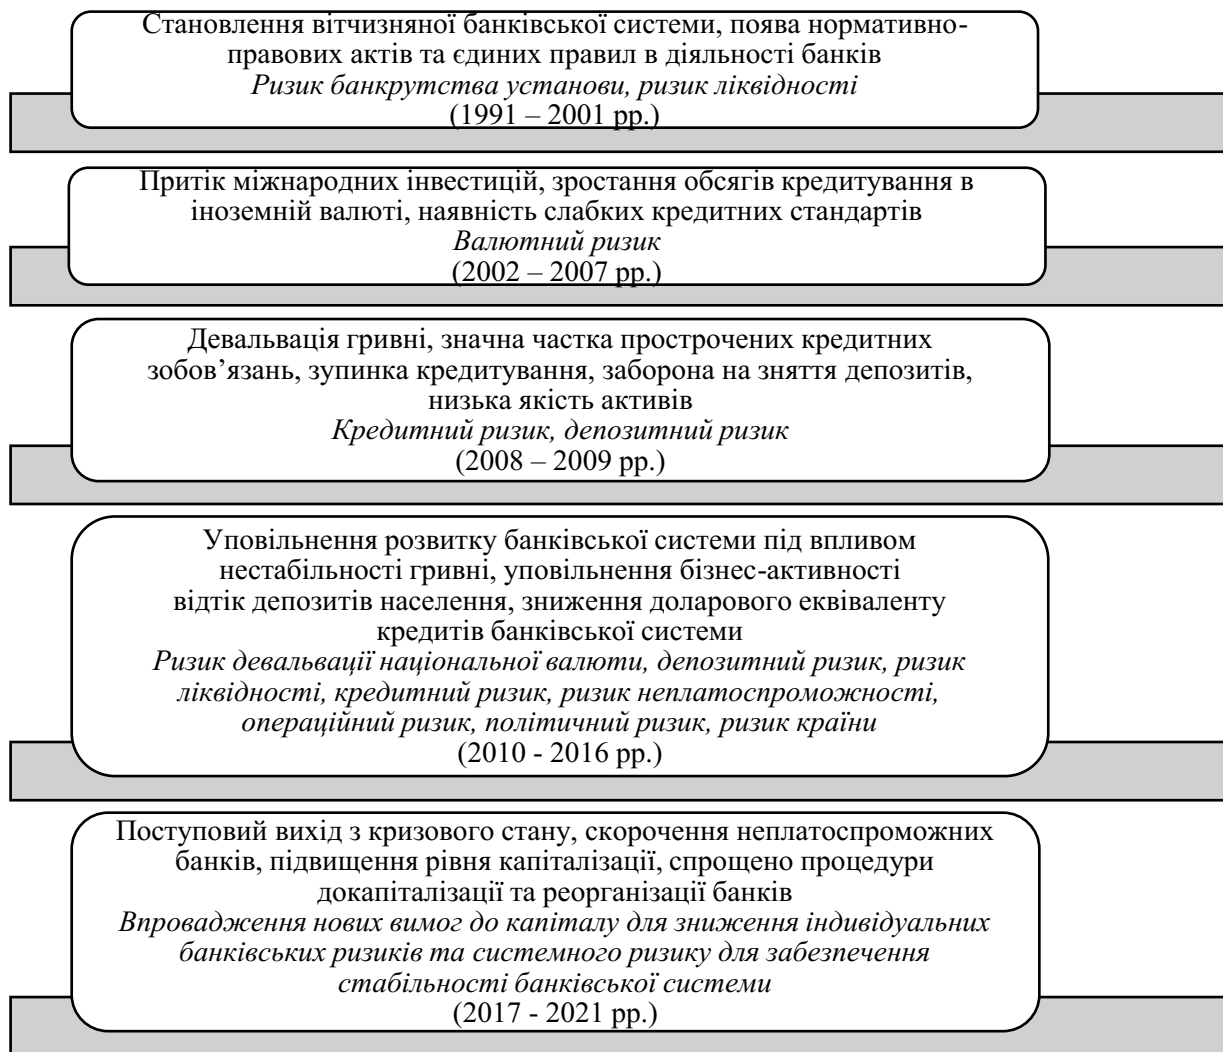 Становлення вітчизняної банківської системи, поява нормативно-
правових актів та єдиних правил в діяльності банків
Ризик банкрутства установи, ризик ліквідності
(1991 – 2001 рр.)
Притік міжнародних інвестицій, зростання обсягів кредитування в
іноземній валюті, наявність слабких кредитних стандартів
Валютний ризик
(2002 – 2007 рр.)
Девальвація гривні, значна частка прострочених кредитних
зобов’язань, зупинка кредитування, заборона на зняття депозитів,
низька якість активів
Кредитний ризик, депозитний ризик
(2008 – 2009 рр.)
Уповільнення розвитку банківської системи під впливом
нестабільності гривні, уповільнення бізнес-активності
відтік депозитів населення, зниження доларового еквіваленту
кредитів банківської системи
Ризик девальвації національної валюти, депозитний ризик, ризик
ліквідності, кредитний ризик, ризик неплатоспроможності,
операційний ризик, політичний ризик, ризик країни
(2010 - 2016 рр.)
Поступовий вихід з кризового стану, скорочення неплатоспроможних
банків, підвищення рівня капіталізації, спрощено процедури
докапіталізації та реорганізації банків
Впровадження нових вимог до капіталу для зниження індивідуальних
банківських ризиків та системного ризику для забезпечення
стабільності банківської системи
(2017 - 2021 рр.)